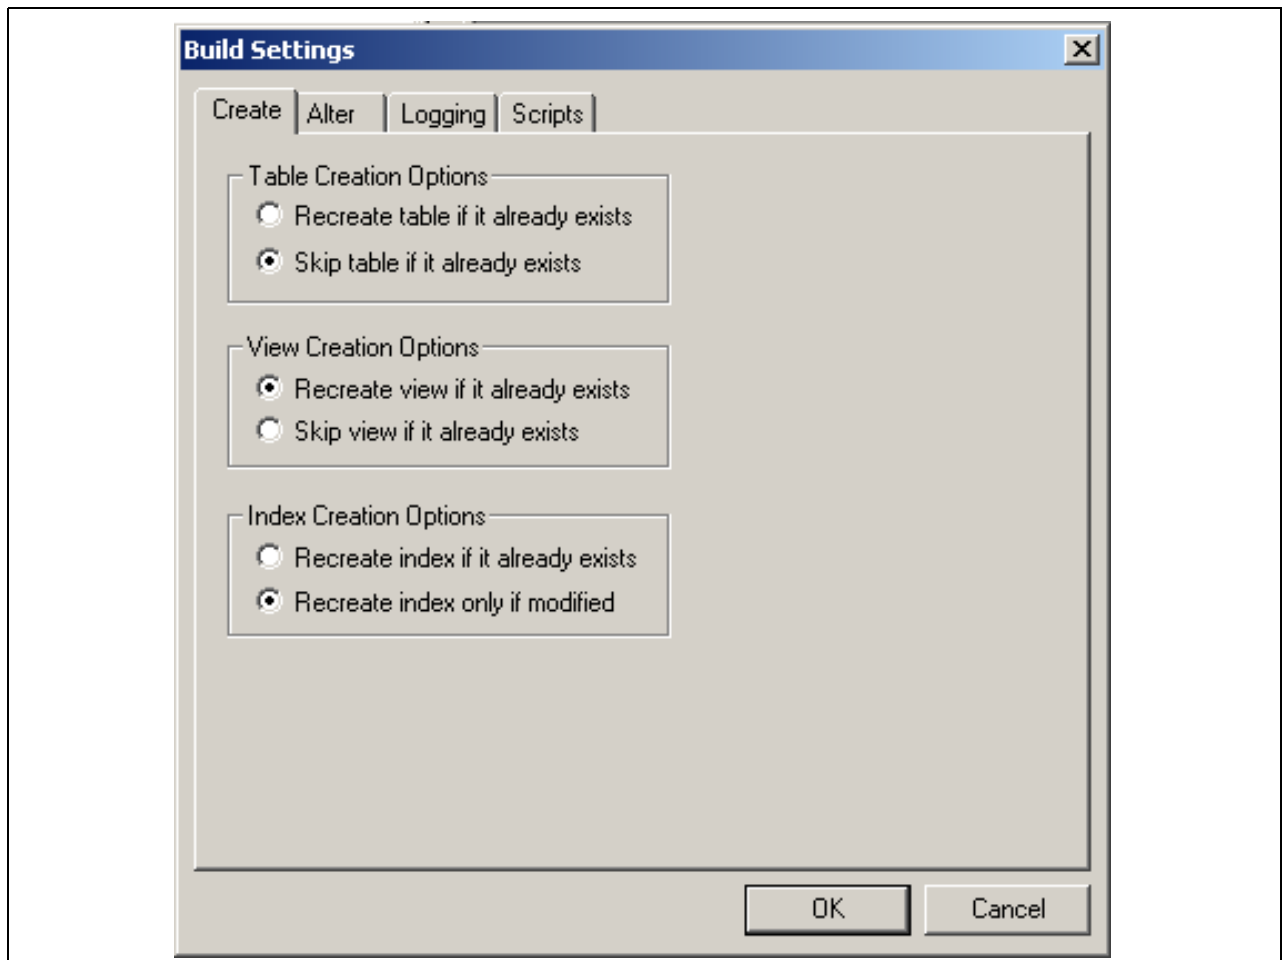 Build Settings
Create Alter Logging Scripts
Table Creation Options
Recreate table if it already exists
Skip table if it already exists
View Creation Options
Recreate view if it already exists
Skip view if it already exists
Index Creation Options
Recreate index if it already exists
Recreate index only if modified
OK Cancel